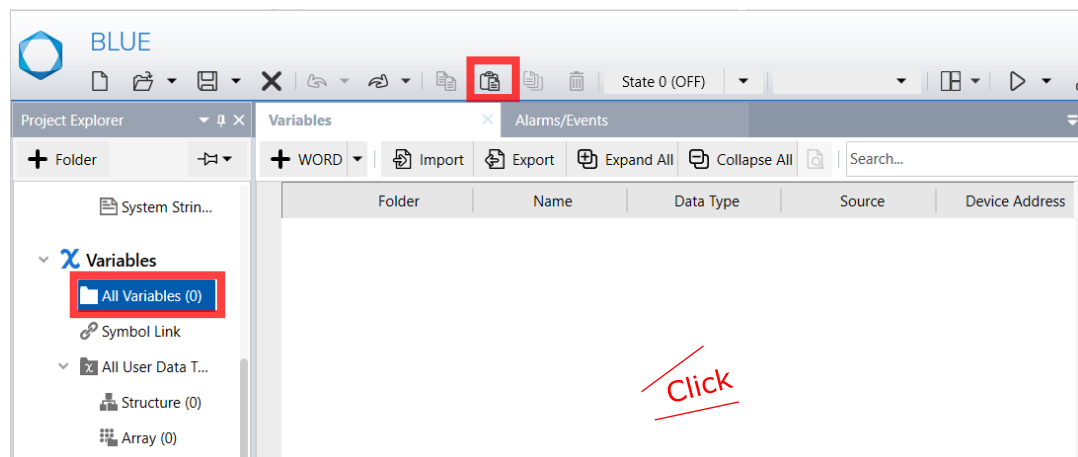 BLUE
State 0 (OFF)
Project Explorer
Variables
Alarms/Events
Folder
WORD
Import
Export
Expand All
Collapse All
Search...
Folder
Name
Data Type
Source
Device Address
System Strin...
Variables
All Variables (0)
Symbol Link
All User Data T...
Structure (0)
Array (0)
Click